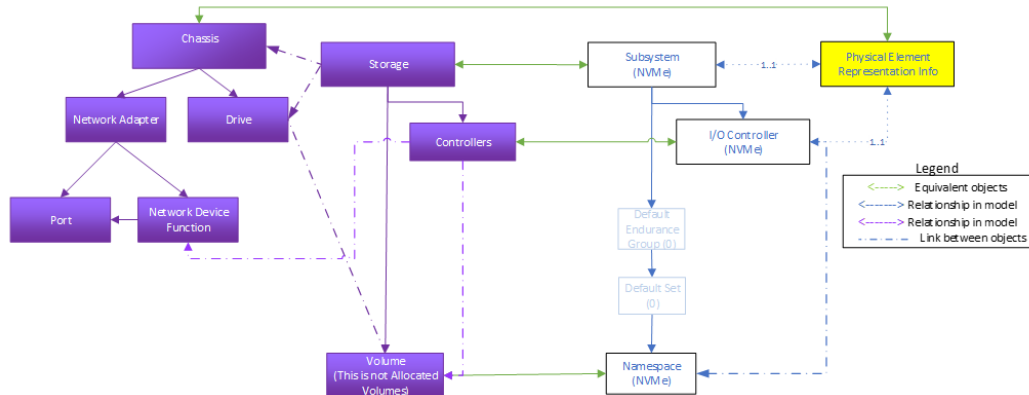 Chassis
Storage
Subsystem
(NVMe)
1..1
Physical Element
Representation Info
Network Adapter
Drive
Controllers
I/O Controller
(NVMe)
1..1
Legend
Equivalent objects
Relationship in model
Relationship in model
Link between objects
Port
Network Device
Function
Default
Endurance
Group (0)
Default Set
(0)
Volume
(This is not Allocated
Volumes)
Namespace
(NVMe)